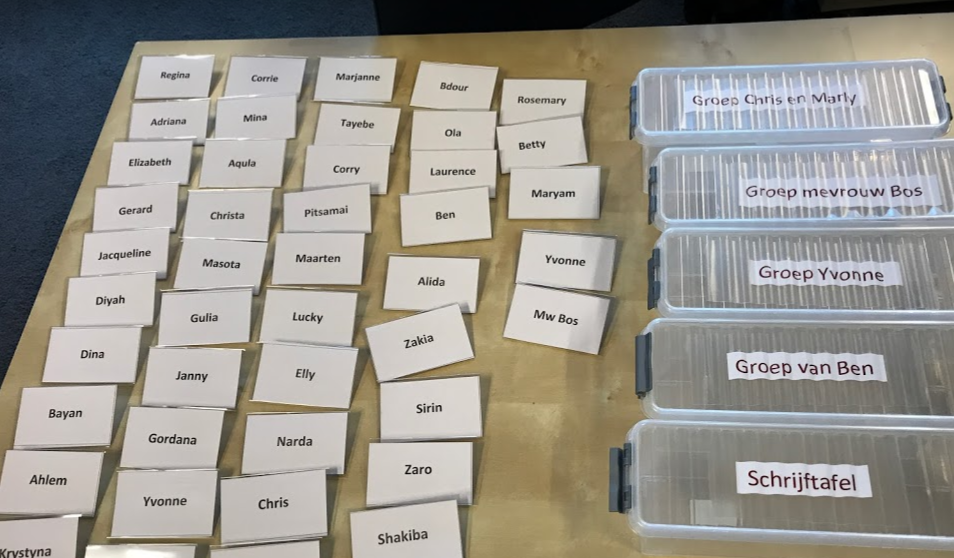 Regina
Adriana
Elizabeth
Gerard
Jacqueline
Diyah
Dina
Bayan
Ahlem
Krystyna
Corrie
Mina
Aqula
Christa
Masota
Gulia
Janny
Gordana
Yvonne
Marjanne
Tayebe
Corry
Pitsamai
Maarten
Lucky
Elly
Narda
Chris
Bdour
Ola
Laurence
Ben
Alida
Zakia
Sirin
Zaro
Shakiba
Rosemary
Betty
Maryam
Yvonne
Mw Bos
Groep Chris en Marly
Groep mevrouw Bos
Groep Yvonne
Groep van Ben
Schrijftafel